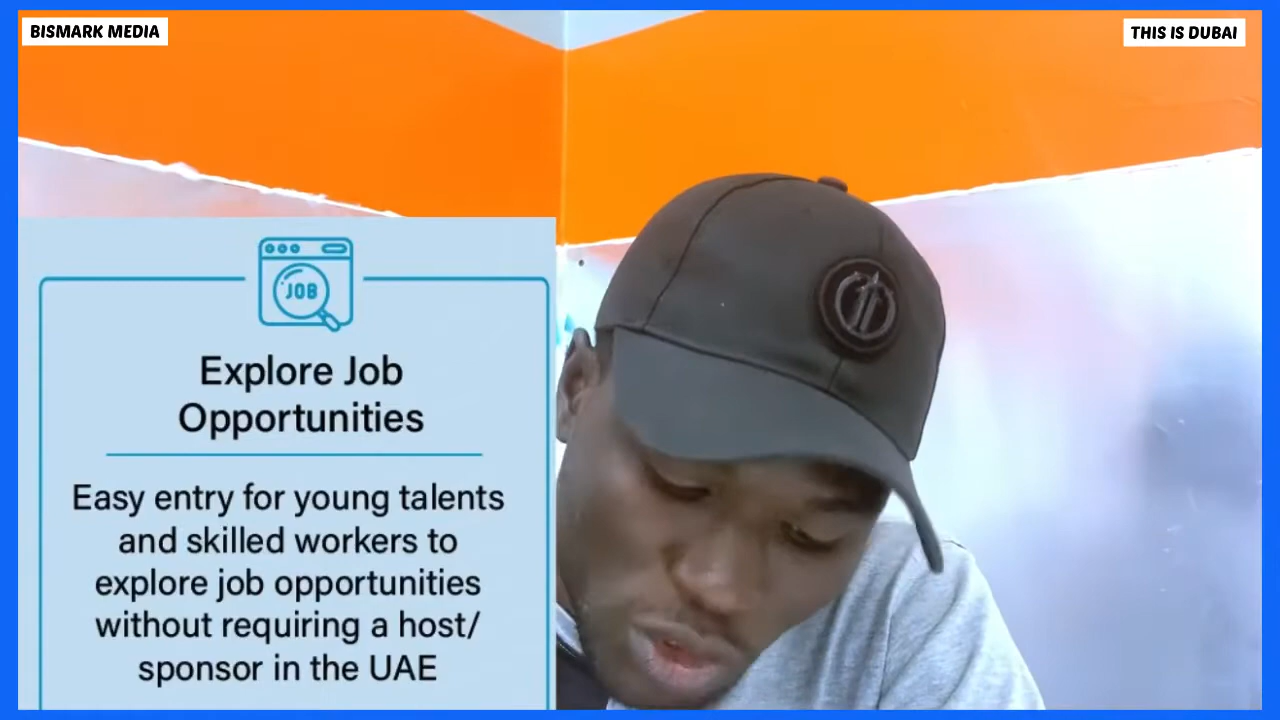 BISMARK MEDIA
THIS IS DUBAI
JOB
Explore Job
Opportunities
Easy entry for young talents
and skilled workers to
explore job opportunities
without requiring a host/
sponsor in the UAE